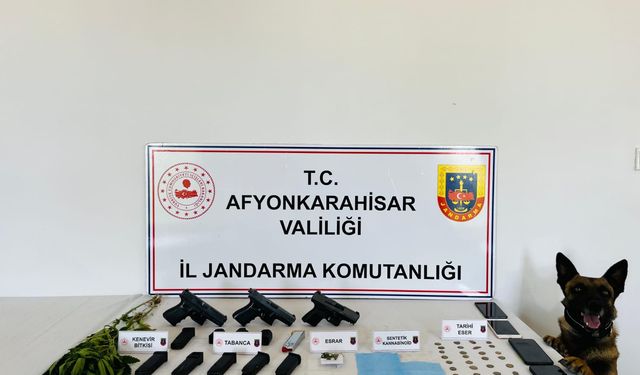 T.C.
AFYONKARAHİSAR
VALİLİĞİ
İL JANDARMA KOMUTANLIĞI
JANDARMA
KENEVİR
BİTKİSİ
TABANCA
ESRAR
SENTETİK
KANNABİNOİD
TARİHİ
ESER